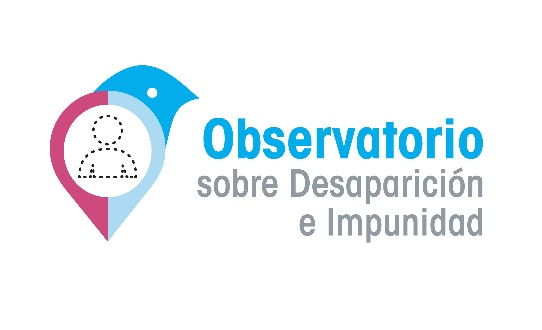 Observatorio
sobre Desaparición
e Impunidad